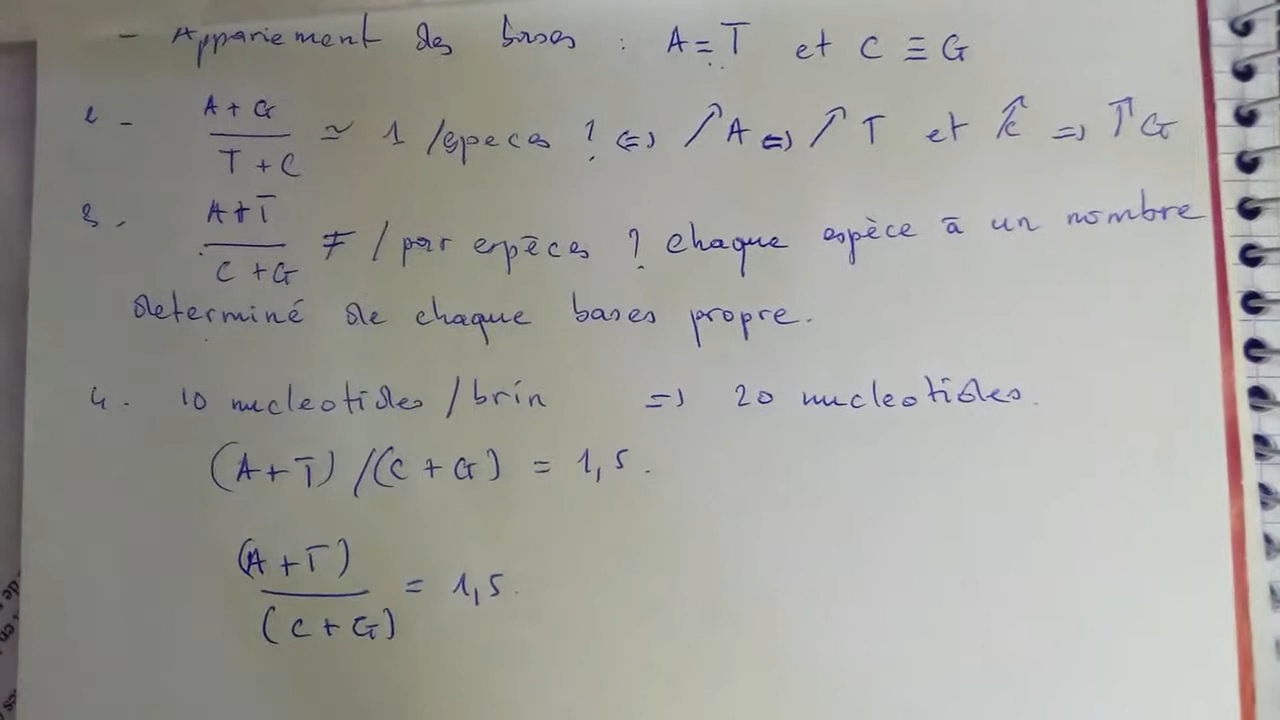 - Appariement des bases : A = T et C ≡ G
2 - A + G / T + C ≃ 1 / especes ? <=> ↗ A => ↗ T et ↑ C => ↑ G
3. A + T / C + G ≠ / par espèces ? chaque espèce à un nombre
determiné de chaque bases propre.
4. 10 nucleotides / brin => 20 nucleotides.
(A + T) / (C + G) = 1,5.
(A + T) / (C + G) = 1,5.